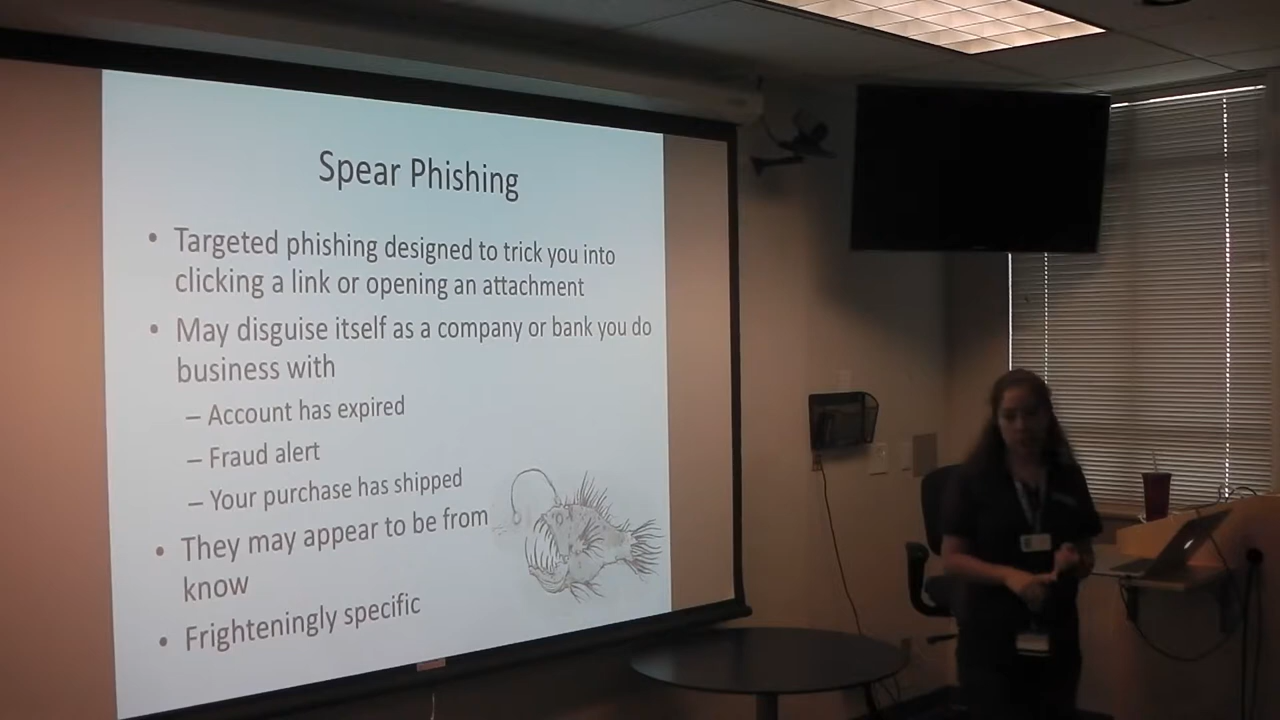 Spear Phishing
• Targeted phishing designed to trick you into
clicking a link or opening an attachment
• May disguise itself as a company or bank you do
business with
– Account has expired
– Fraud alert
– Your purchase has shipped
• They may appear to be from
know
• Frighteningly specific